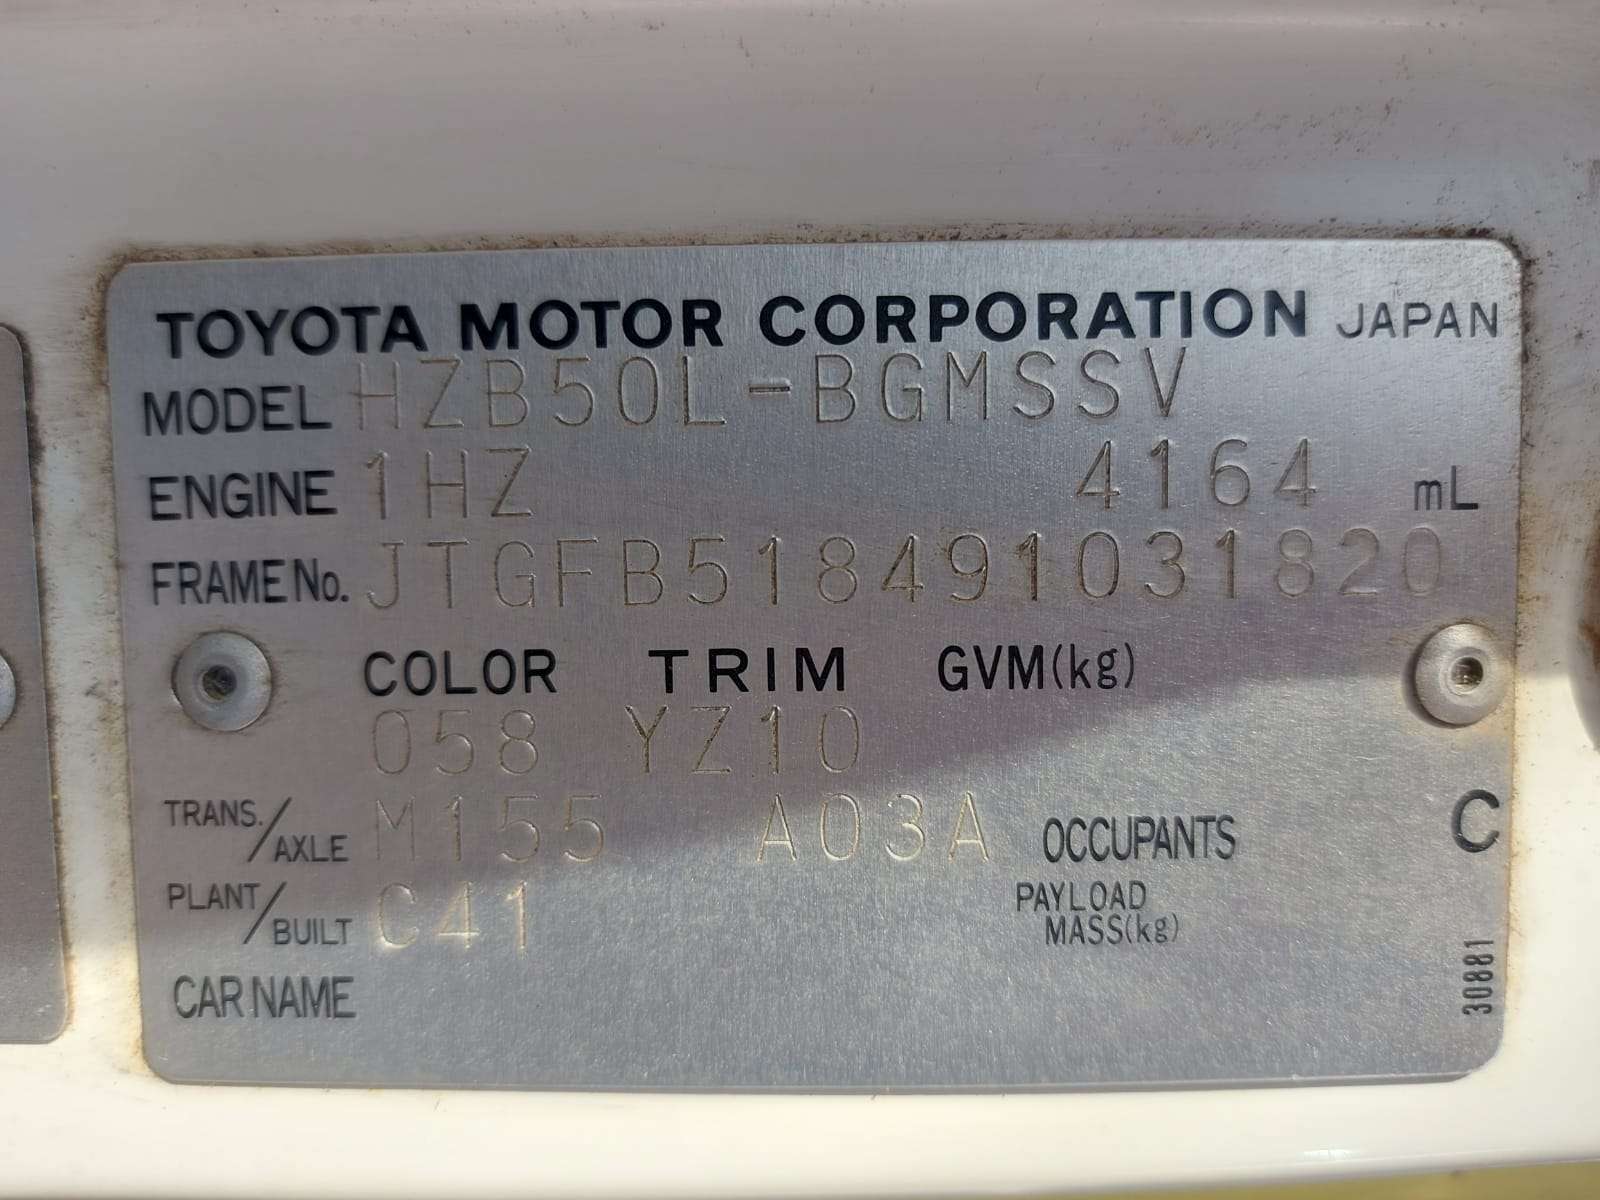 TOYOTA MOTOR CORPORATION JAPAN
MODEL HZB50L-BGMSSV
ENGINE 1HZ 4164 mL
FRAME No. JTGFB518491031820
COLOR TRIM GVM(kg)
058 YZ10
TRANS./AXLE M155 A03A OCCUPANTS C
PLANT/BUILT C41 PAYLOAD MASS(kg)
CAR NAME
30881